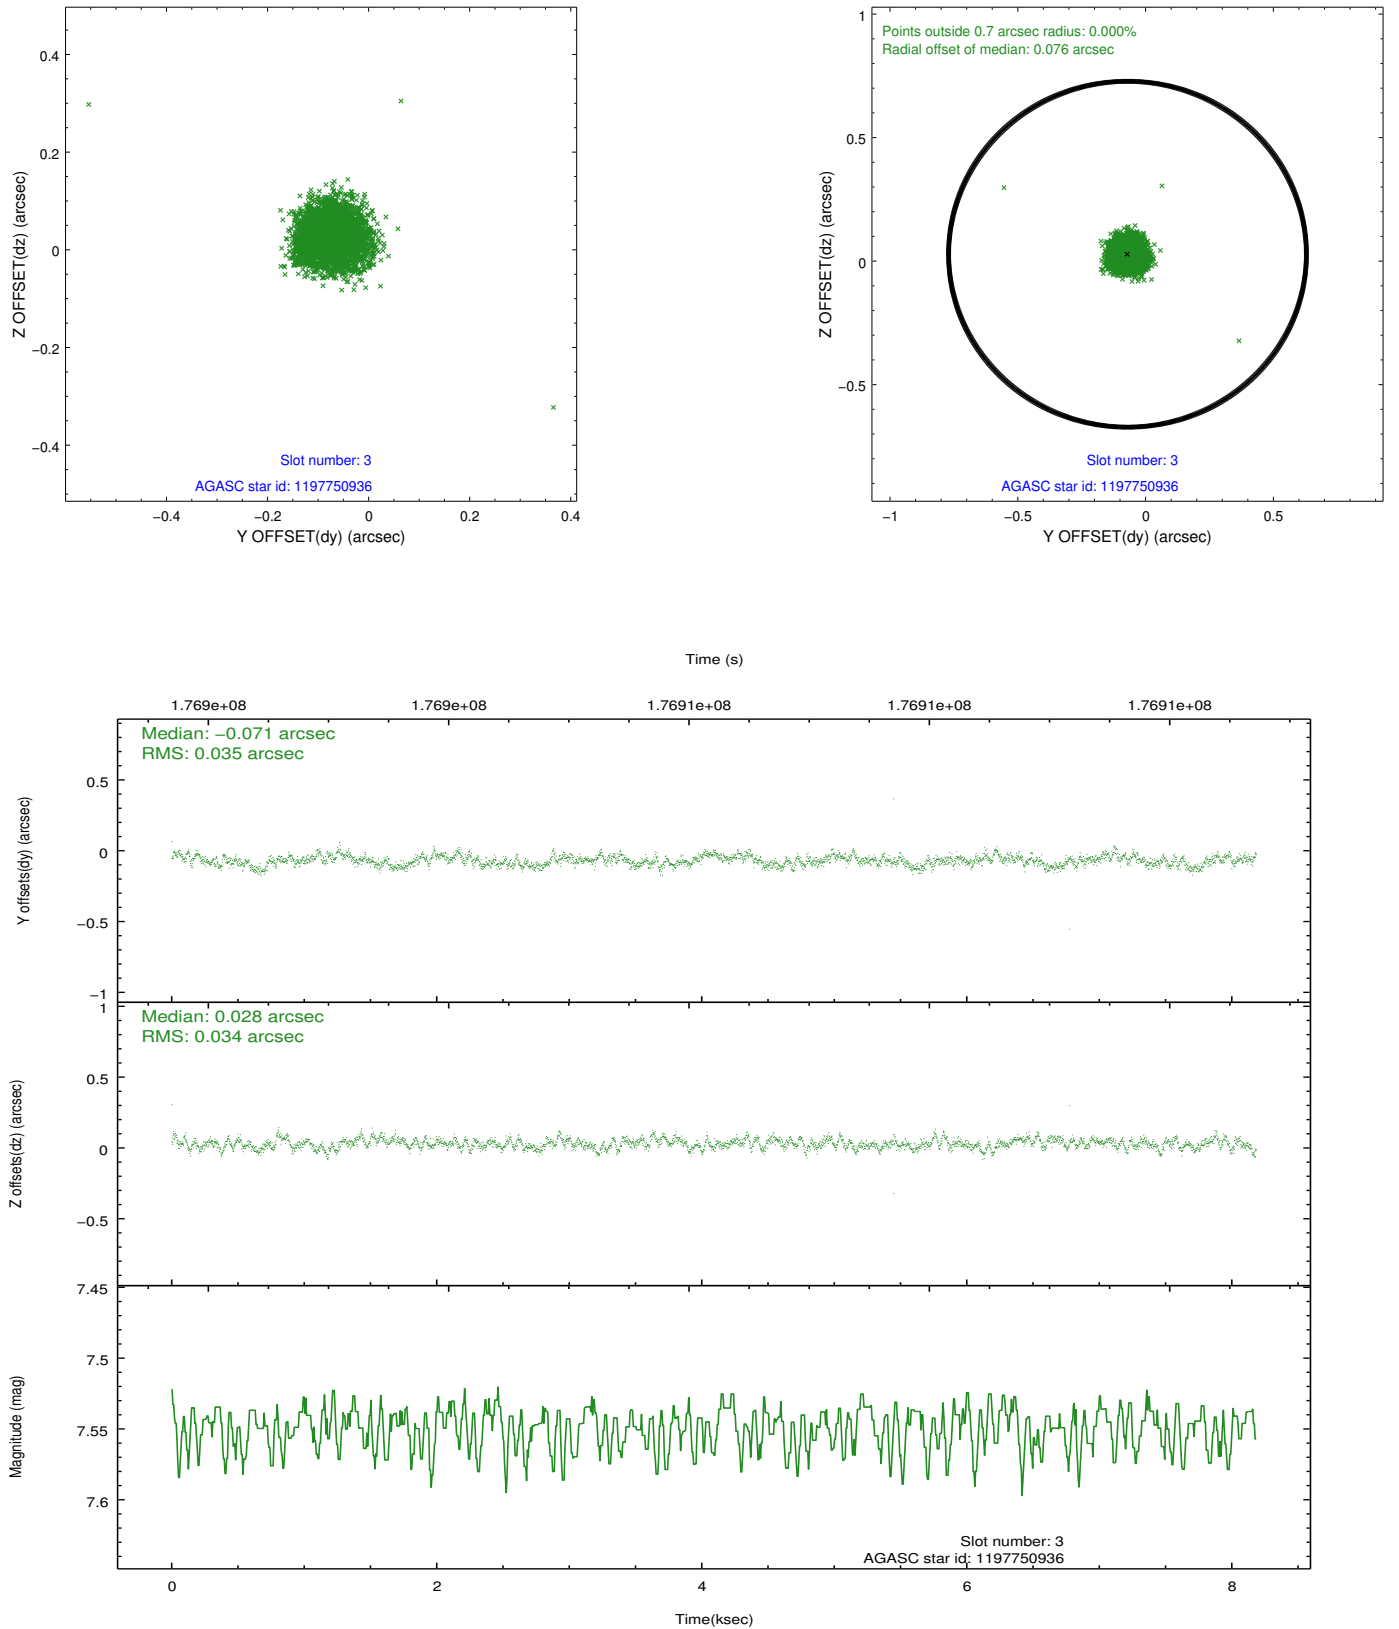 0.4
0.2
0
−0.2
−0.4
Z OFFSET(dz) (arcsec)
Slot number: 3
AGASC star id: 1197750936
−0.4
−0.2
0
0.2
0.4
Y OFFSET(dy) (arcsec)
Points outside 0.7 arcsec radius: 0.000%
Radial offset of median: 0.076 arcsec
1
0.5
0
−0.5
Z OFFSET(dz) (arcsec)
Slot number: 3
AGASC star id: 1197750936
−1
−0.5
0
0.5
Y OFFSET(dy) (arcsec)
Time (s)
1.769e+08
1.769e+08
1.7691e+08
1.7691e+08
1.7691e+08
Median: −0.071 arcsec
RMS: 0.035 arcsec
0.5
0
−0.5
−1
Y offsets(dy) (arcsec)
Median: 0.028 arcsec
RMS: 0.034 arcsec
1
0.5
0
−0.5
Z offsets(dz) (arcsec)
7.45
7.5
7.55
7.6
Magnitude (mag)
Slot number: 3
AGASC star id: 1197750936
0
2
4
6
8
Time(ksec)